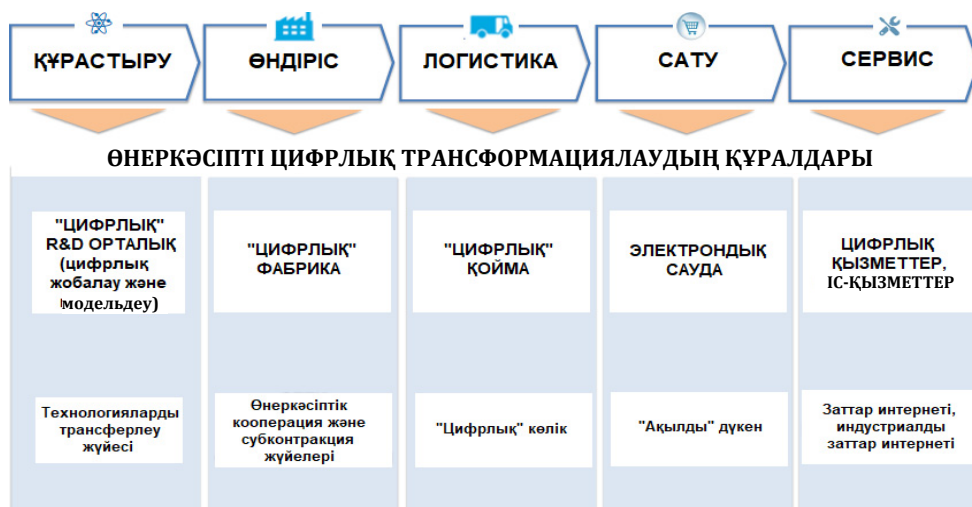 ҚҰРАСТЫРУ
ӨНДІРІС
ЛОГИСТИКА
САТУ
СЕРВИС
ӨНЕРКӘСІПТІ ЦИФРЛЫҚ ТРАНСФОРМАЦИЯЛАУДЫҢ ҚҰРАЛДАРЫ
"ЦИФРЛЫҚ"
R&D ОРТАЛЫҚ
(цифрлық
жобалау және
модельдеу)
"ЦИФРЛЫҚ"
ФАБРИКА
"ЦИФРЛЫҚ"
ҚОЙМА
ЭЛЕКТРОНДЫҚ
САУДА
ЦИФРЛЫҚ
ҚЫЗМЕТТЕР,
ІС-ҚЫЗМЕТТЕР
Технологияларды
трансферлеу
жүйесі
Өнеркәсіптік
кооперация және
субконтракция
жүйелері
"Цифрлық" көлік
"Ақылды" дүкен
Заттар интернеті,
индустриалды
заттар интернеті